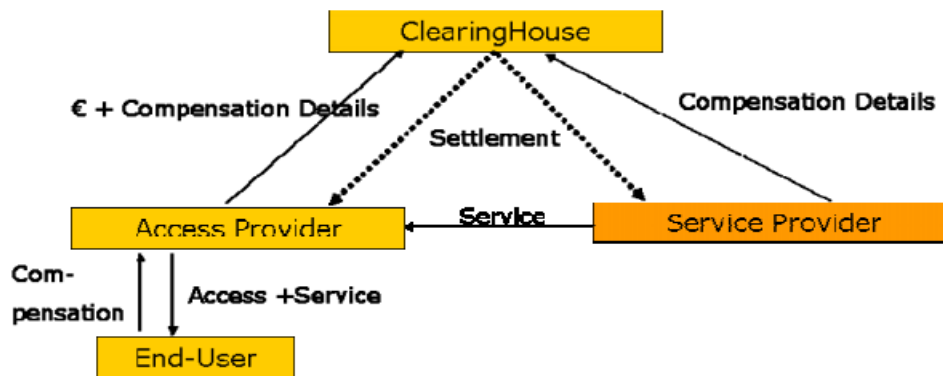 ClearingHouse
€ + Compensation Details
Compensation Details
Settlement
Access Provider
Service
Service Provider
Com-
pensation
Access +Service
End-User